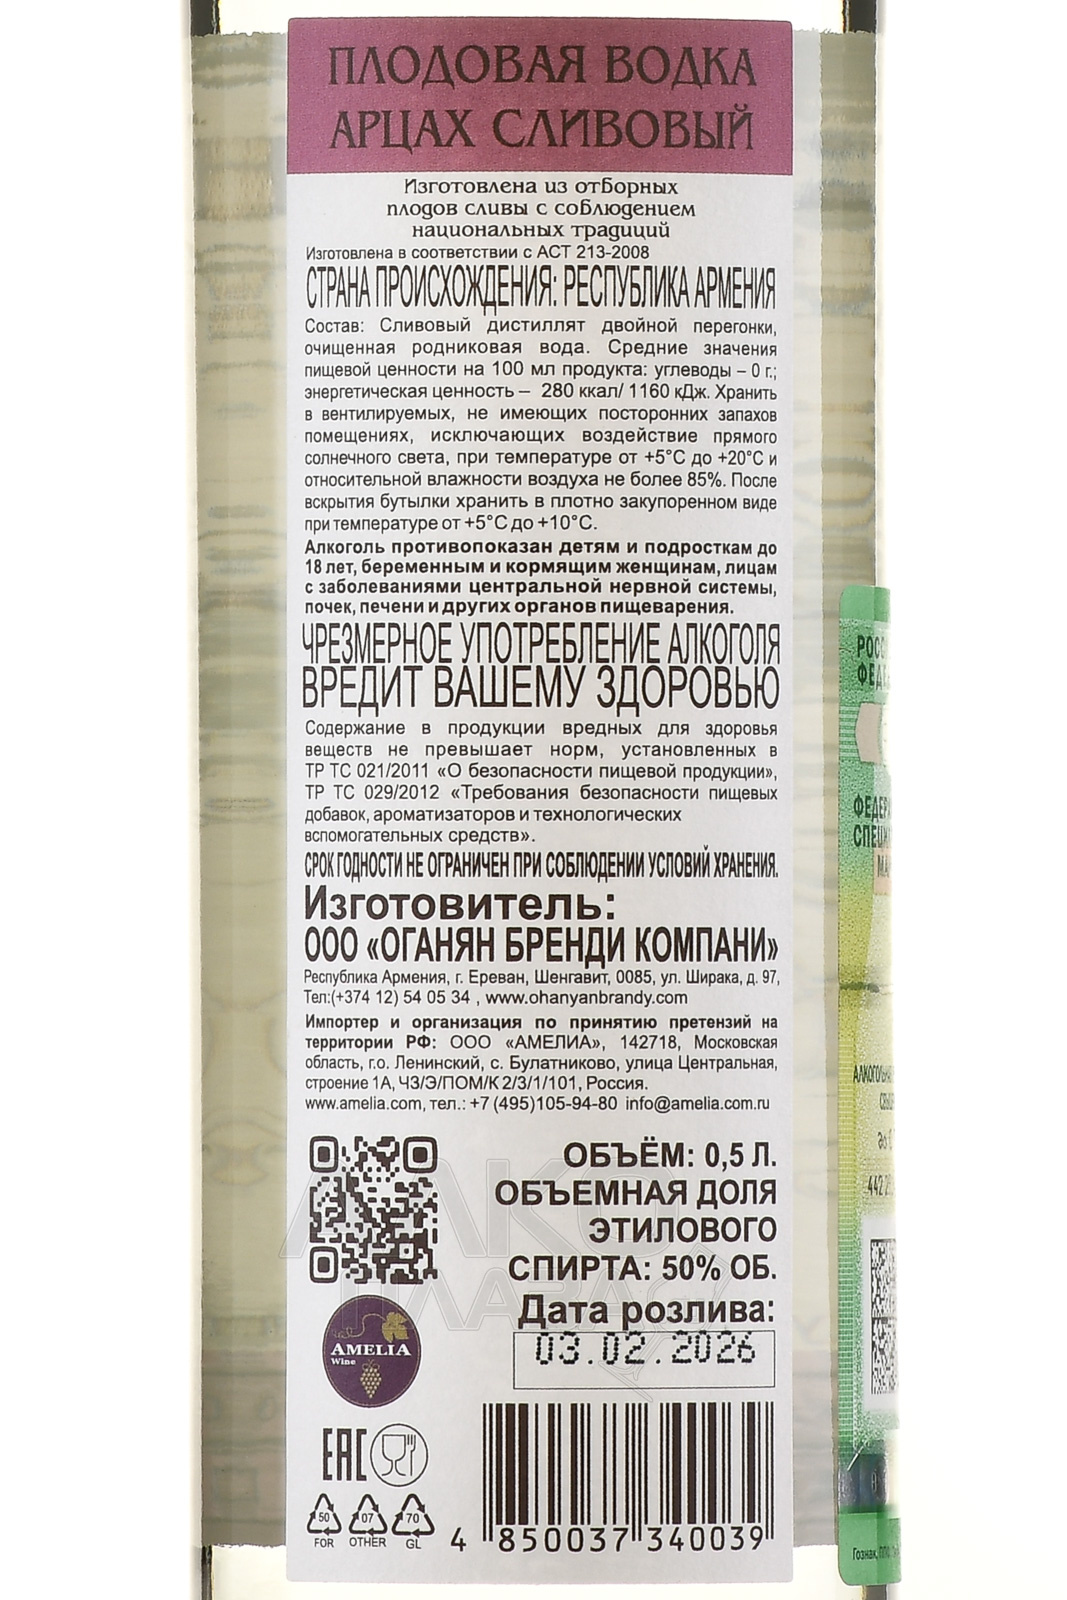 ПЛОДОВАЯ ВОДКА
АРЦАХ СЛИВОВЫЙ
Изготовлена из отборных
плодов сливы с соблюдением
национальных традиций
Изготовлена в соответствии с АСТ 213-2008
СТРАНА ПРОИСХОЖДЕНИЯ: РЕСПУБЛИКА АРМЕНИЯ
Состав: Сливовый дистиллят двойной перегонки,
очищенная родниковая вода. Средние значения
пищевой ценности на 100 мл продукта: углеводы – 0 г.;
энергетическая ценность – 280 ккал/ 1160 кДж. Хранить
в вентилируемых, не имеющих посторонних запахов
помещениях, исключающих воздействие прямого
солнечного света, при температуре от +5°С до +20°С и
относительной влажности воздуха не более 85%. После
вскрытия бутылки хранить в плотно закупоренном виде
при температуре от +5°С до +10°С.
Алкоголь противопоказан детям и подросткам до
18 лет, беременным и кормящим женщинам, лицам
с заболеваниями центральной нервной системы,
почек, печени и других органов пищеварения.
ЧРЕЗМЕРНОЕ УПОТРЕБЛЕНИЕ АЛКОГОЛЯ
ВРЕДИТ ВАШЕМУ ЗДОРОВЬЮ
Содержание в продукции вредных для здоровья
веществ не превышает норм, установленных в
ТР ТС 021/2011 «О безопасности пищевой продукции»,
ТР ТС 029/2012 «Требования безопасности пищевых
добавок, ароматизаторов и технологических
вспомогательных средств».
СРОК ГОДНОСТИ НЕ ОГРАНИЧЕН ПРИ СОБЛЮДЕНИИ УСЛОВИЙ ХРАНЕНИЯ.
Изготовитель:
ООО «ОГАНЯН БРЕНДИ КОМПАНИ»
Республика Армения, г. Ереван, Шенгавит, 0085, ул. Ширака, д. 97,
Тел:(+374 12) 54 05 34 , www.ohanyanbrandy.com
Импортер и организация по принятию претензий на
территории РФ: ООО «АМЕЛИА», 142718, Московская
область, г.о. Ленинский, с. Булатниково, улица Центральная,
строение 1А, ЧЗ/Э/ПОМ/К 2/3/1/101, Россия.
www.amelia.com, тел.: +7 (495)105-94-80 info@amelia.com.ru
ОБЪЁМ: 0,5 Л.
ОБЪЕМНАЯ ДОЛЯ
ЭТИЛОВОГО
СПИРТА: 50% ОБ.
Дата розлива:
03.02.2026
AMELIA
Wine
EAC
50
FOR
07
OTHER
70
GL
4 850037 340039
РОСС
ФЕДЕ
ФЕДЕР
СПЕЦИ
МА
АЛКОГОЛЬ
442 2
Гознак